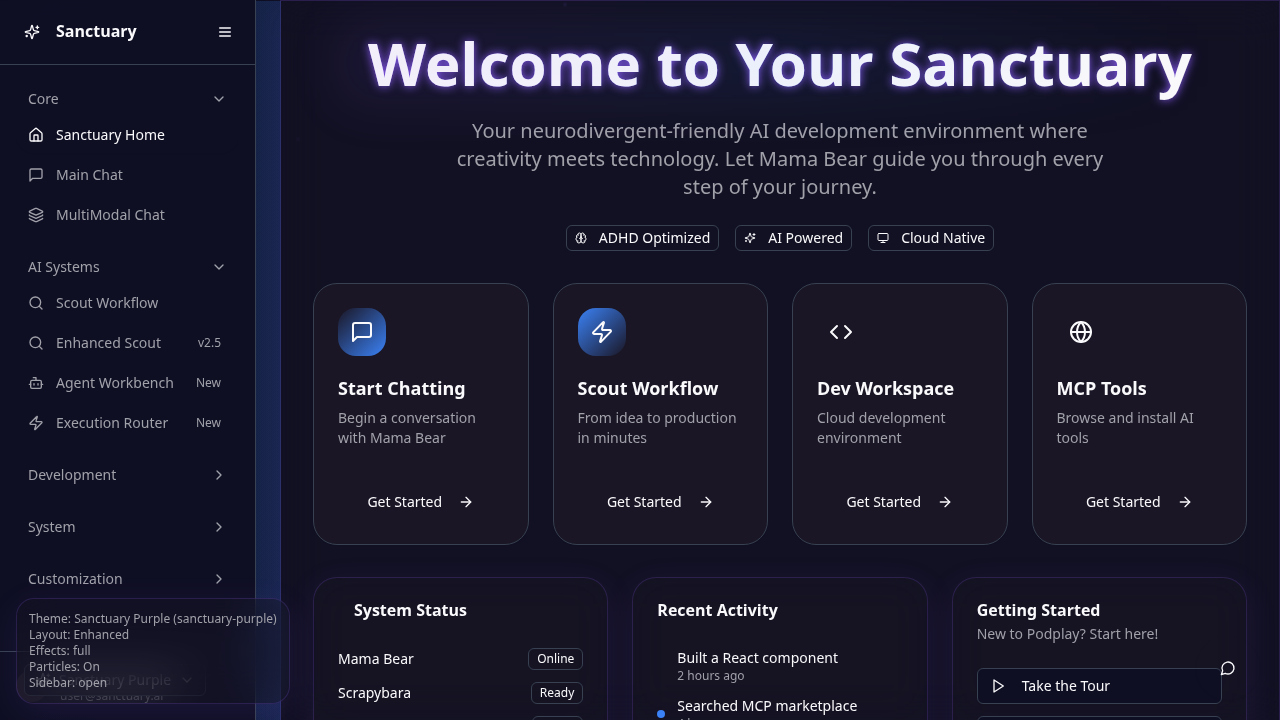 Sanctuary
Core
Sanctuary Home
Main Chat
MultiModal Chat
AI Systems
Scout Workflow
Enhanced Scout v2.5
Agent Workbench New
Execution Router New
Development
System
Customization
Theme: Sanctuary Purple (sanctuary-purple)
Layout: Enhanced
Effects: full
Particles: On
Sidebar: open
Purple
user@sanctuary.ai
Welcome to Your Sanctuary
Your neurodivergent-friendly AI development environment where
creativity meets technology. Let Mama Bear guide you through every
step of your journey.
ADHD Optimized
AI Powered
Cloud Native
Start Chatting
Begin a conversation
with Mama Bear
Get Started
Scout Workflow
From idea to production
in minutes
Get Started
Dev Workspace
Cloud development
environment
Get Started
MCP Tools
Browse and install AI
tools
Get Started
System Status
Mama Bear Online
Scrapybara Ready
Recent Activity
Built a React component
2 hours ago
Searched MCP marketplace
Getting Started
New to Podplay? Start here!
Take the Tour